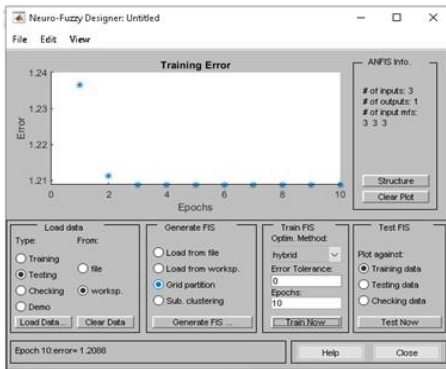 Neuro-Fuzzy Designer: Untitled
File Edit View
Training Error
1.24
1.23
1.22
1.21
Error
0 2 4 6 8 10
Epochs
ANFIS Info.
# of inputs: 3
# of outputs: 1
# of input mfs:
3 3 3
Structure
Clear Plot
Load data
Type: From:
Training
Testing
Checking
Demo
file
worksp.
Load Data... Clear Data
Generate FIS
Load from file
Load from worksp.
Grid partition
Sub. clustering
Generate FIS ...
Train FIS
Optim. Method:
hybrid
Error Tolerance:
0
Epochs:
10
Train Now
Test FIS
Plot against:
Training data
Testing data
Checking data
Test Now
Epoch 10:error= 1.2088
Help Close